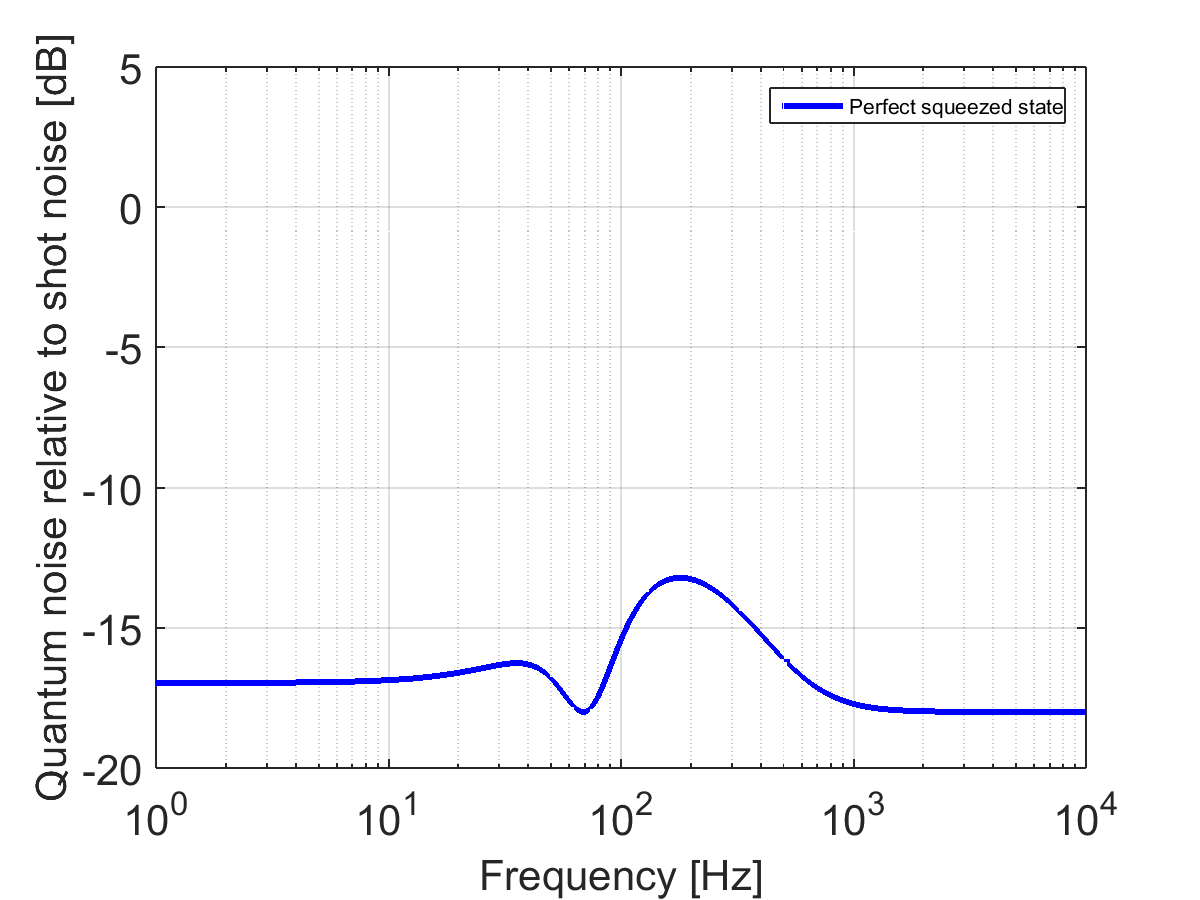 Quantum noise relative to shot noise [dB]
5
0
-5
-10
-15
-20
Perfect squeezed state
10^0 10^1 10^2 10^3 10^4
Frequency [Hz]